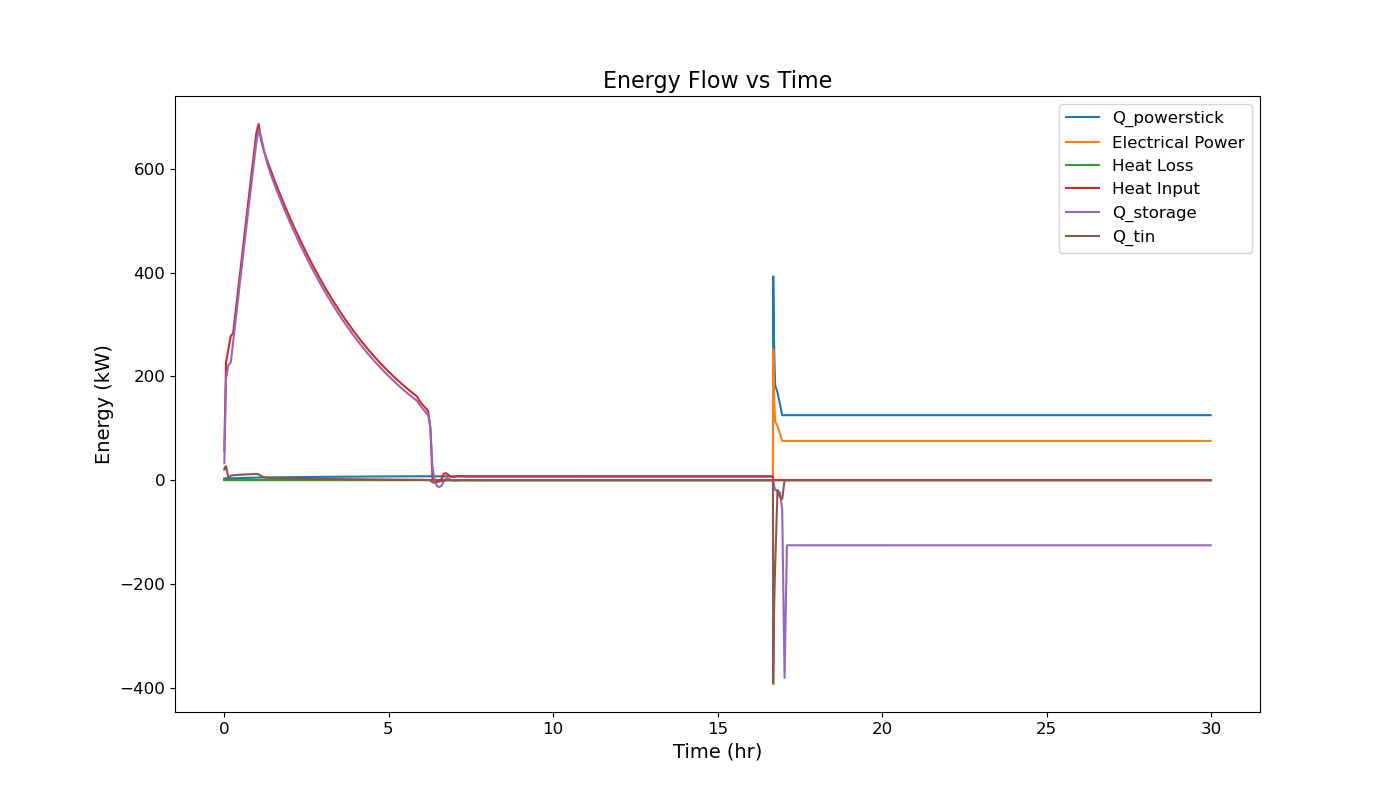 Energy Flow vs Time
Q_powerstick
Electrical Power
Heat Loss
Heat Input
Q_storage
Q_tin
Energy (kW)
600
400
200
0
−200
−400
0 5 10 15 20 25 30
Time (hr)